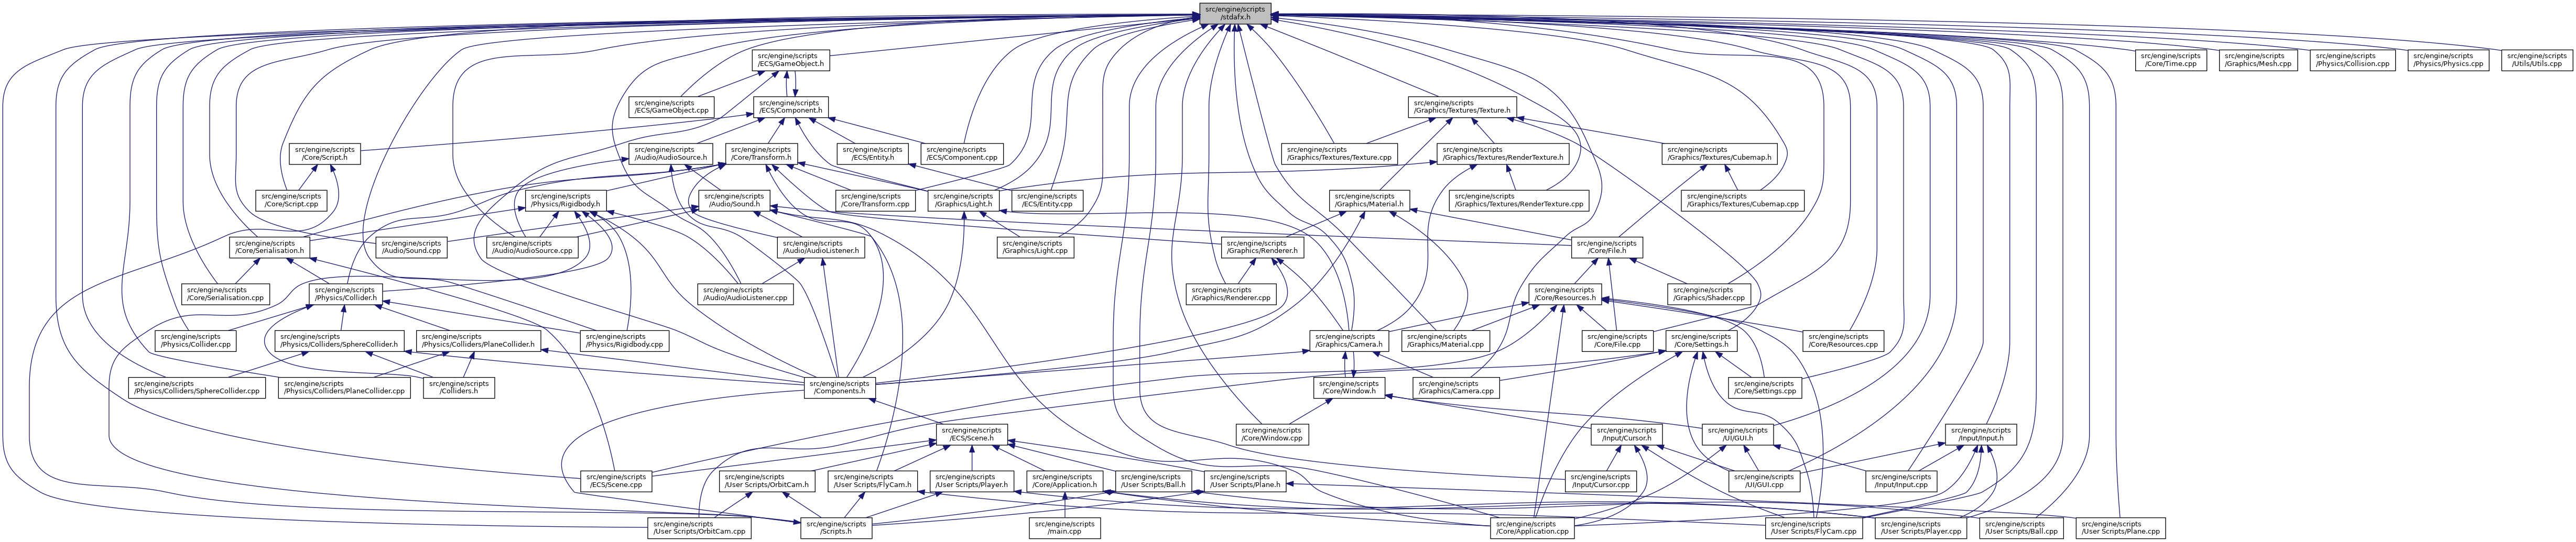 src/engine/scripts
/stdafx.h
src/engine/scripts
/ECS/GameObject.h
src/engine/scripts
/Core/Time.cpp
src/engine/scripts
/Graphics/Mesh.cpp
src/engine/scripts
/Physics/Collision.cpp
src/engine/scripts
/Physics/Physics.cpp
src/engine/scripts
/Utils/Utils.cpp
src/engine/scripts
/ECS/GameObject.cpp
src/engine/scripts
/ECS/Component.h
src/engine/scripts
/Graphics/Textures/Texture.h
src/engine/scripts
/Core/Script.h
src/engine/scripts
/Audio/AudioSource.h
src/engine/scripts
/Core/Transform.h
src/engine/scripts
/ECS/Entity.h
src/engine/scripts
/ECS/Component.cpp
src/engine/scripts
/Graphics/Textures/Texture.cpp
src/engine/scripts
/Graphics/Textures/RenderTexture.h
src/engine/scripts
/Graphics/Textures/Cubemap.h
src/engine/scripts
/Core/Script.cpp
src/engine/scripts
/Physics/Rigidbody.h
src/engine/scripts
/Audio/Sound.h
src/engine/scripts
/Core/Transform.cpp
src/engine/scripts
/Graphics/Light.h
src/engine/scripts
/ECS/Entity.cpp
src/engine/scripts
/Graphics/Material.h
src/engine/scripts
/Graphics/Textures/RenderTexture.cpp
src/engine/scripts
/Graphics/Textures/Cubemap.cpp
src/engine/scripts
/Core/Serialisation.h
src/engine/scripts
/Audio/Sound.cpp
src/engine/scripts
/Audio/AudioSource.cpp
src/engine/scripts
/Audio/AudioListener.h
src/engine/scripts
/Graphics/Light.cpp
src/engine/scripts
/Graphics/Renderer.h
src/engine/scripts
/Core/File.h
src/engine/scripts
/Core/Serialisation.cpp
src/engine/scripts
/Physics/Collider.h
src/engine/scripts
/Audio/AudioListener.cpp
src/engine/scripts
/Graphics/Renderer.cpp
src/engine/scripts
/Core/Resources.h
src/engine/scripts
/Graphics/Shader.cpp
src/engine/scripts
/Physics/Collider.cpp
src/engine/scripts
/Physics/Colliders/SphereCollider.h
src/engine/scripts
/Physics/Colliders/PlaneCollider.h
src/engine/scripts
/Physics/Rigidbody.cpp
src/engine/scripts
/Graphics/Camera.h
src/engine/scripts
/Graphics/Material.cpp
src/engine/scripts
/Core/File.cpp
src/engine/scripts
/Core/Settings.h
src/engine/scripts
/Core/Resources.cpp
src/engine/scripts
/Physics/Colliders/SphereCollider.cpp
src/engine/scripts
/Physics/Colliders/PlaneCollider.cpp
src/engine/scripts
/Colliders.h
src/engine/scripts
/Components.h
src/engine/scripts
/Core/Window.h
src/engine/scripts
/Graphics/Camera.cpp
src/engine/scripts
/Core/Settings.cpp
src/engine/scripts
/ECS/Scene.h
src/engine/scripts
/Core/Window.cpp
src/engine/scripts
/Input/Cursor.h
src/engine/scripts
/UI/GUI.h
src/engine/scripts
/Input/Input.h
src/engine/scripts
/ECS/Scene.cpp
src/engine/scripts
/User Scripts/OrbitCam.h
src/engine/scripts
/User Scripts/FlyCam.h
src/engine/scripts
/User Scripts/Player.h
src/engine/scripts
/Core/Application.h
src/engine/scripts
/User Scripts/Ball.h
src/engine/scripts
/User Scripts/Plane.h
src/engine/scripts
/Input/Cursor.cpp
src/engine/scripts
/UI/GUI.cpp
src/engine/scripts
/Input/Input.cpp
src/engine/scripts
/User Scripts/OrbitCam.cpp
src/engine/scripts
/Scripts.h
src/engine/scripts
/main.cpp
src/engine/scripts
/Core/Application.cpp
src/engine/scripts
/User Scripts/FlyCam.cpp
src/engine/scripts
/User Scripts/Player.cpp
src/engine/scripts
/User Scripts/Ball.cpp
src/engine/scripts
/User Scripts/Plane.cpp